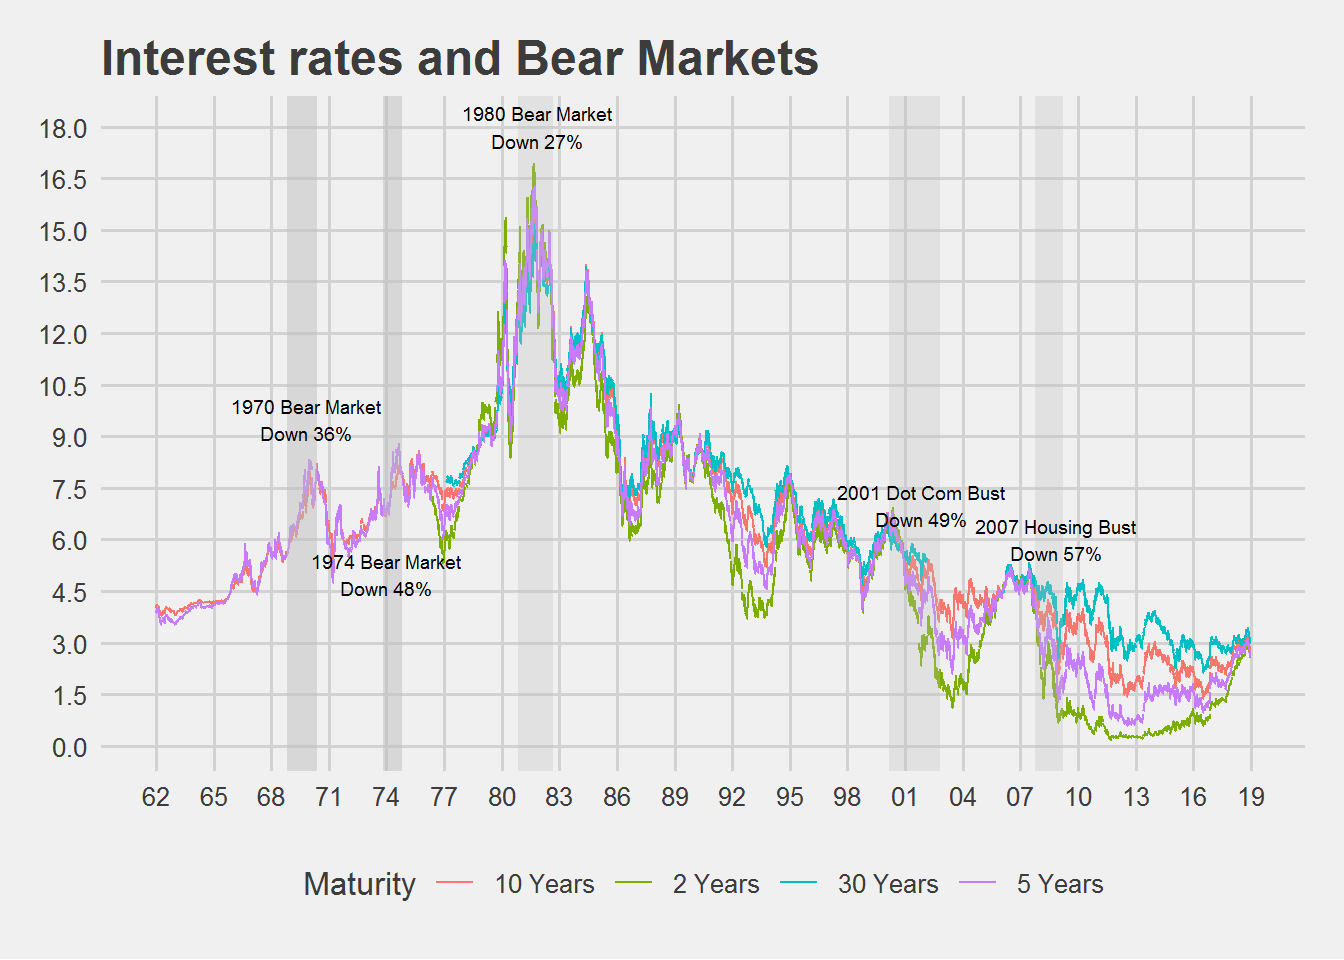 Interest rates and Bear Markets
1980 Bear Market
Down 27%
1970 Bear Market
Down 36%
1974 Bear Market
Down 48%
2001 Dot Com Bust
Down 49%
2007 Housing Bust
Down 57%
18.0
16.5
15.0
13.5
12.0
10.5
9.0
7.5
6.0
4.5
3.0
1.5
0.0
62 65 68 71 74 77 80 83 86 89 92 95 98 01 04 07 10 13 16 19
Maturity 10 Years 2 Years 30 Years 5 Years